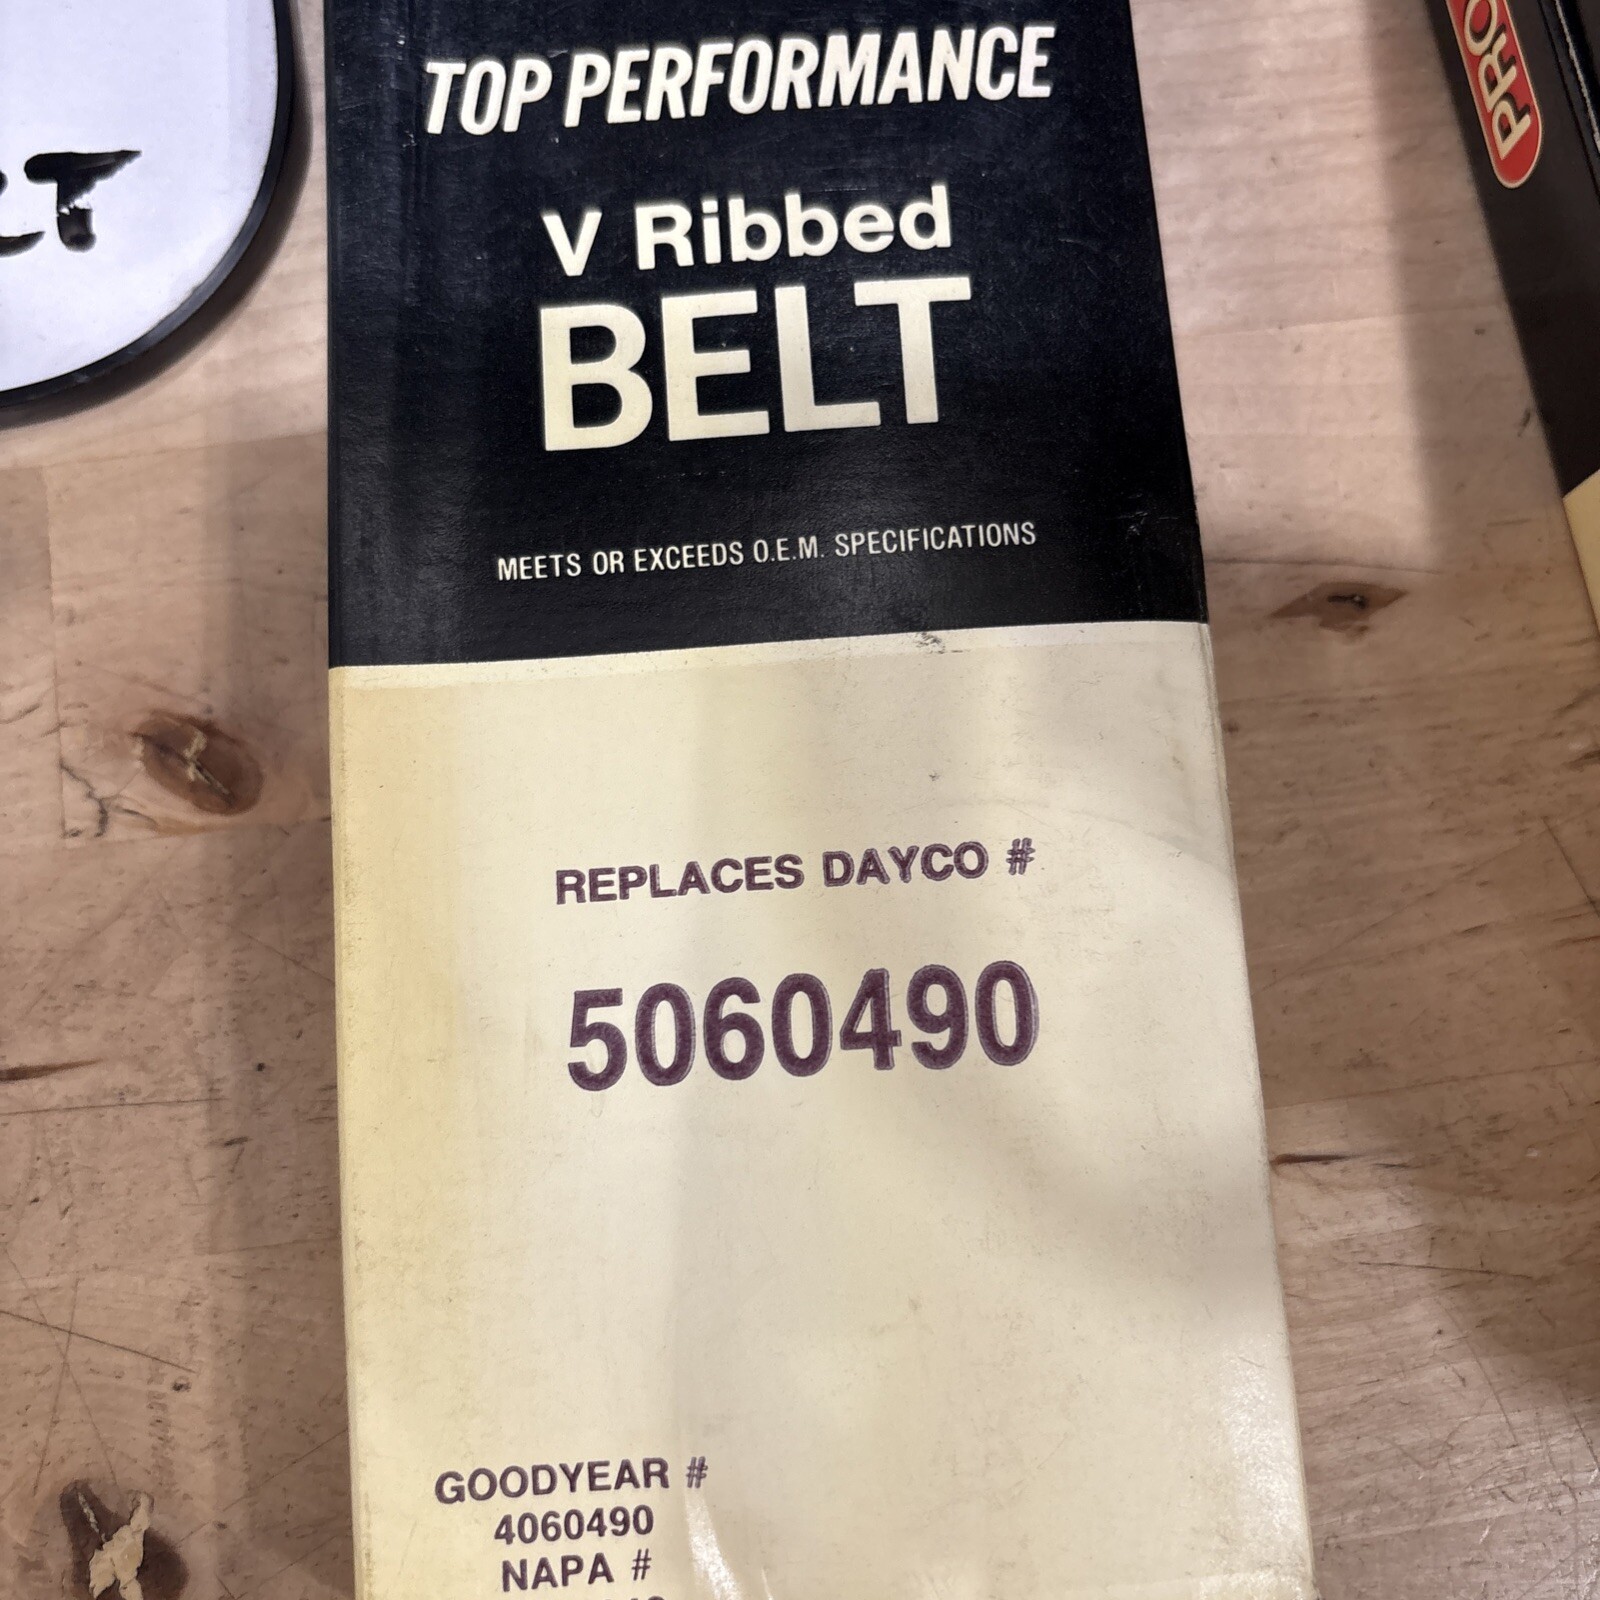 TOP PERFORMANCE
V Ribbed
BELT
MEETS OR EXCEEDS O.E.M. SPECIFICATIONS
REPLACES DAYCO #
5060490
GOODYEAR #
4060490
NAPA #